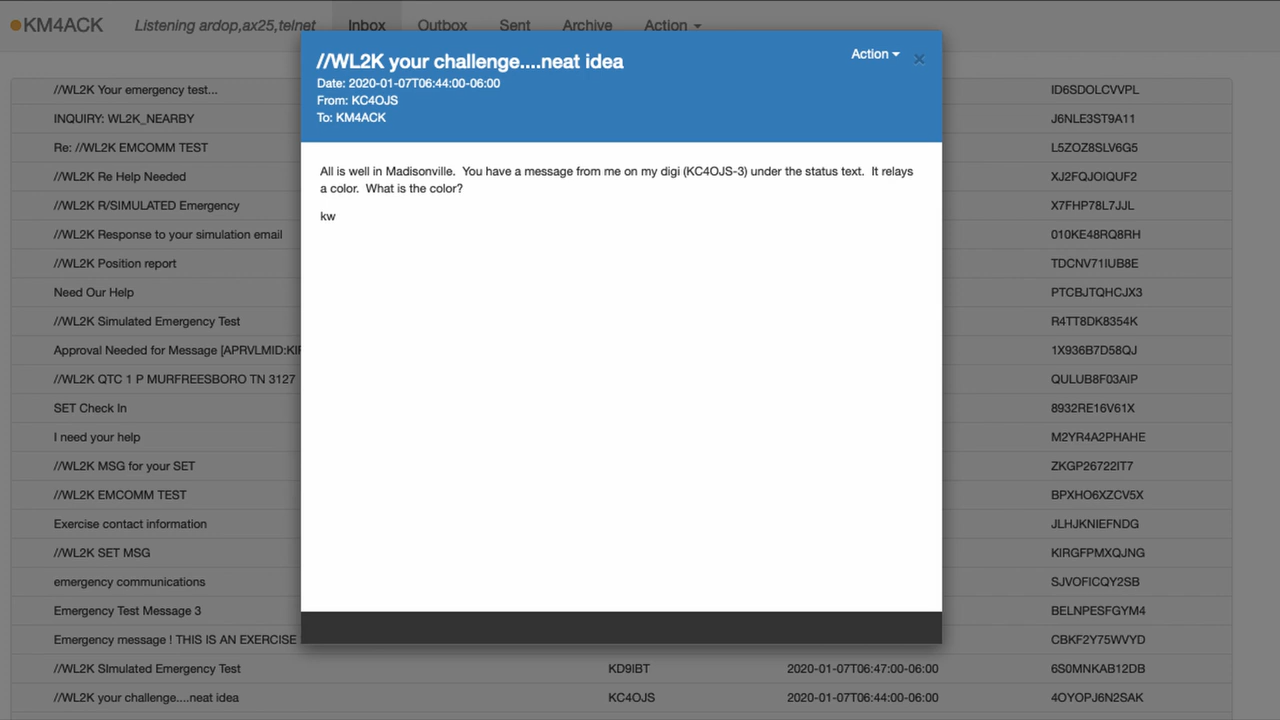 KM4ACK Listening ardop,ax25,telnet Inbox Outbox Sent Archive Action
//WL2K your challenge....neat idea Action ×
Date: 2020-01-07T06:44:00-06:00
From: KC4OJS
To: KM4ACK
All is well in Madisonville.  You have a message from me on my digi (KC4OJS-3) under the status text.  It relays
a color.  What is the color?
kw
//WL2K Your emergency test... ID6SDOLCVVPL
INQUIRY: WL2K_NEARBY J6NLE3ST9A11
Re: //WL2K EMCOMM TEST L5ZOZ8SLV6G5
//WL2K Re Help Needed XJ2FQJOIQUF2
//WL2K R/SIMULATED Emergency X7FHP78L7JJL
//WL2K Response to your simulation email 010KE48RQ8RH
//WL2K Position report TDCNV71IUB8E
Need Our Help PTCBJTQHCJX3
//WL2K Simulated Emergency Test R4TT8DK8354K
Approval Needed for Message [APRVLMID:KIF 1X936B7D58QJ
//WL2K QTC 1 P MURFREESBORO TN 3127 QULUB8F03AIP
SET Check In 8932RE16V61X
I need your help M2YR4A2PHAHE
//WL2K MSG for your SET ZKGP26722IT7
//WL2K EMCOMM TEST BPXHO6XZCV5X
Exercise contact information JLHJKNIEFNDG
//WL2K SET MSG KIRGFPMXQJNG
emergency communications SJVOFICQY2SB
Emergency Test Message 3 BELNPESFGYM4
Emergency message ! THIS IS AN EXERCISE CBKF2Y75WVYD
//WL2K SImulated Emergency Test KD9IBT 2020-01-07T06:47:00-06:00 6S0MNKAB12DB
//WL2K your challenge....neat idea KC4OJS 2020-01-07T06:44:00-06:00 4OYOPJ6N2SAK